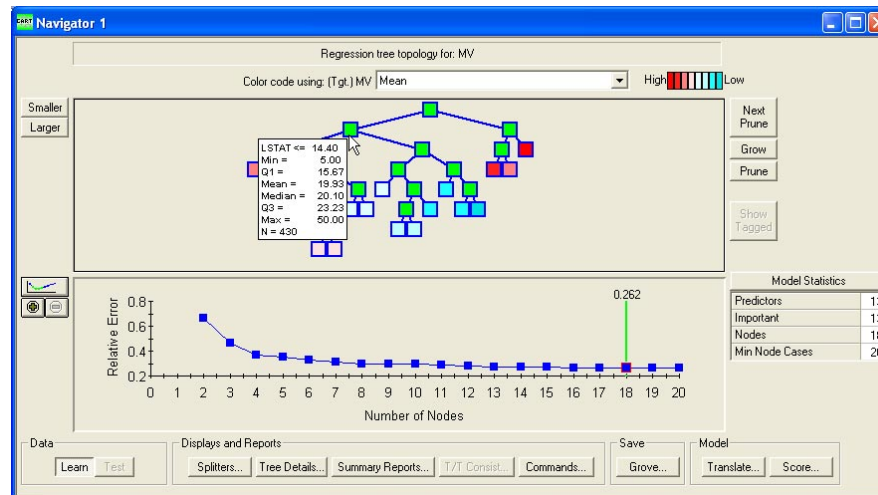 CART Navigator 1
Regression tree topology for: MV
Color code using: (Tgt.) MV Mean High Low
Smaller
Larger
Next Prune
Grow
Prune
Show Tagged
LSTAT <= 14.40
Min = 5.00
Q1 = 15.67
Mean = 19.93
Median = 20.10
Q3 = 23.23
Max = 50.00
N = 430
Relative Error
0.8
0.6
0.4
0.2
0.262
0 1 2 3 4 5 6 7 8 9 10 11 12 13 14 15 16 17 18 19 20
Number of Nodes
Model Statistics
Predictors
Important
Nodes
Min Node Cases
Data
Learn Test
Displays and Reports
Splitters... Tree Details... Summary Reports... T/T Consist... Commands...
Save
Grove...
Model
Translate... Score...